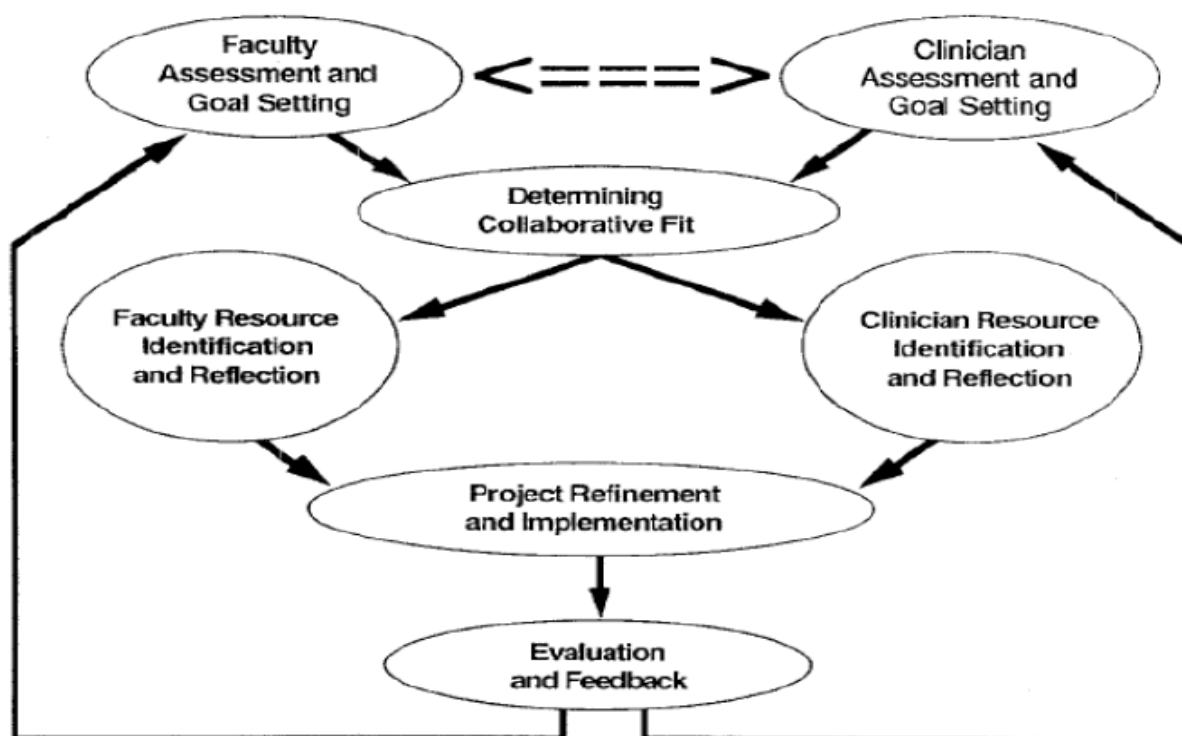 Faculty
Assessment and
Goal Setting
Clinician
Assessment and
Goal Setting
Determining
Collaborative Fit
Faculty Resource
Identification
and Reflection
Clinician Resource
Identification
and Reflection
Project Refinement
and Implementation
Evaluation
and Feedback